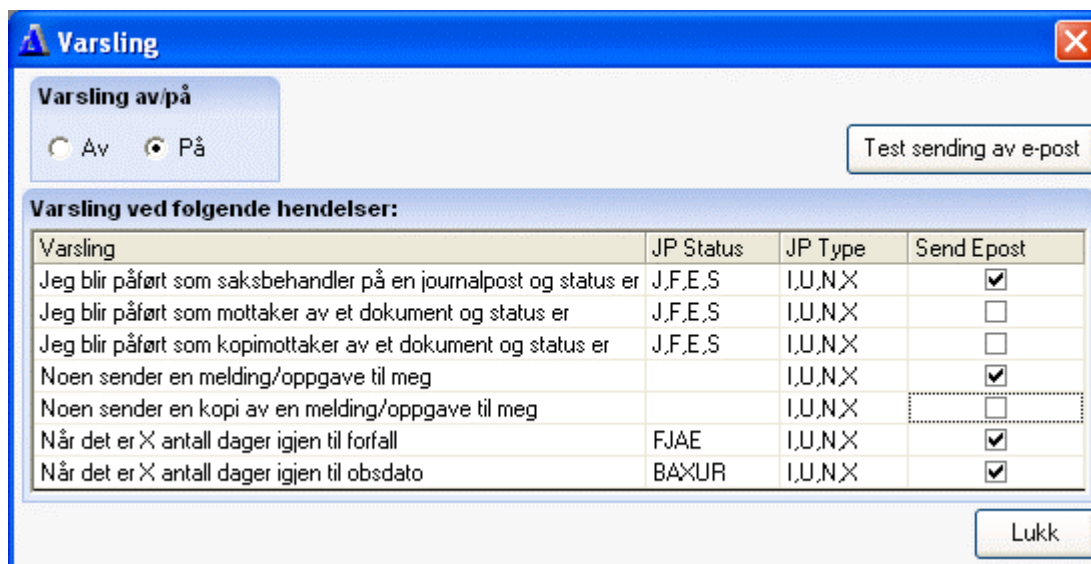 Varsling
Varsling av/på
Av På
Test sending av e-post
Varsling ved følgende hendelser:
Varsling JP Status JP Type Send Epost
Jeg blir påført som saksbehandler på en journalpost og status er J,F,E,S I,U,N,X
Jeg blir påført som mottaker av et dokument og status er J,F,E,S I,U,N,X
Jeg blir påført som kopimottaker av et dokument og status er J,F,E,S I,U,N,X
Noen sender en melding/oppgave til meg I,U,N,X
Noen sender en kopi av en melding/oppgave til meg I,U,N,X
Når det er X antall dager igjen til forfall FJAE I,U,N,X
Når det er X antall dager igjen til obsdato BAXUR I,U,N,X
Lukk